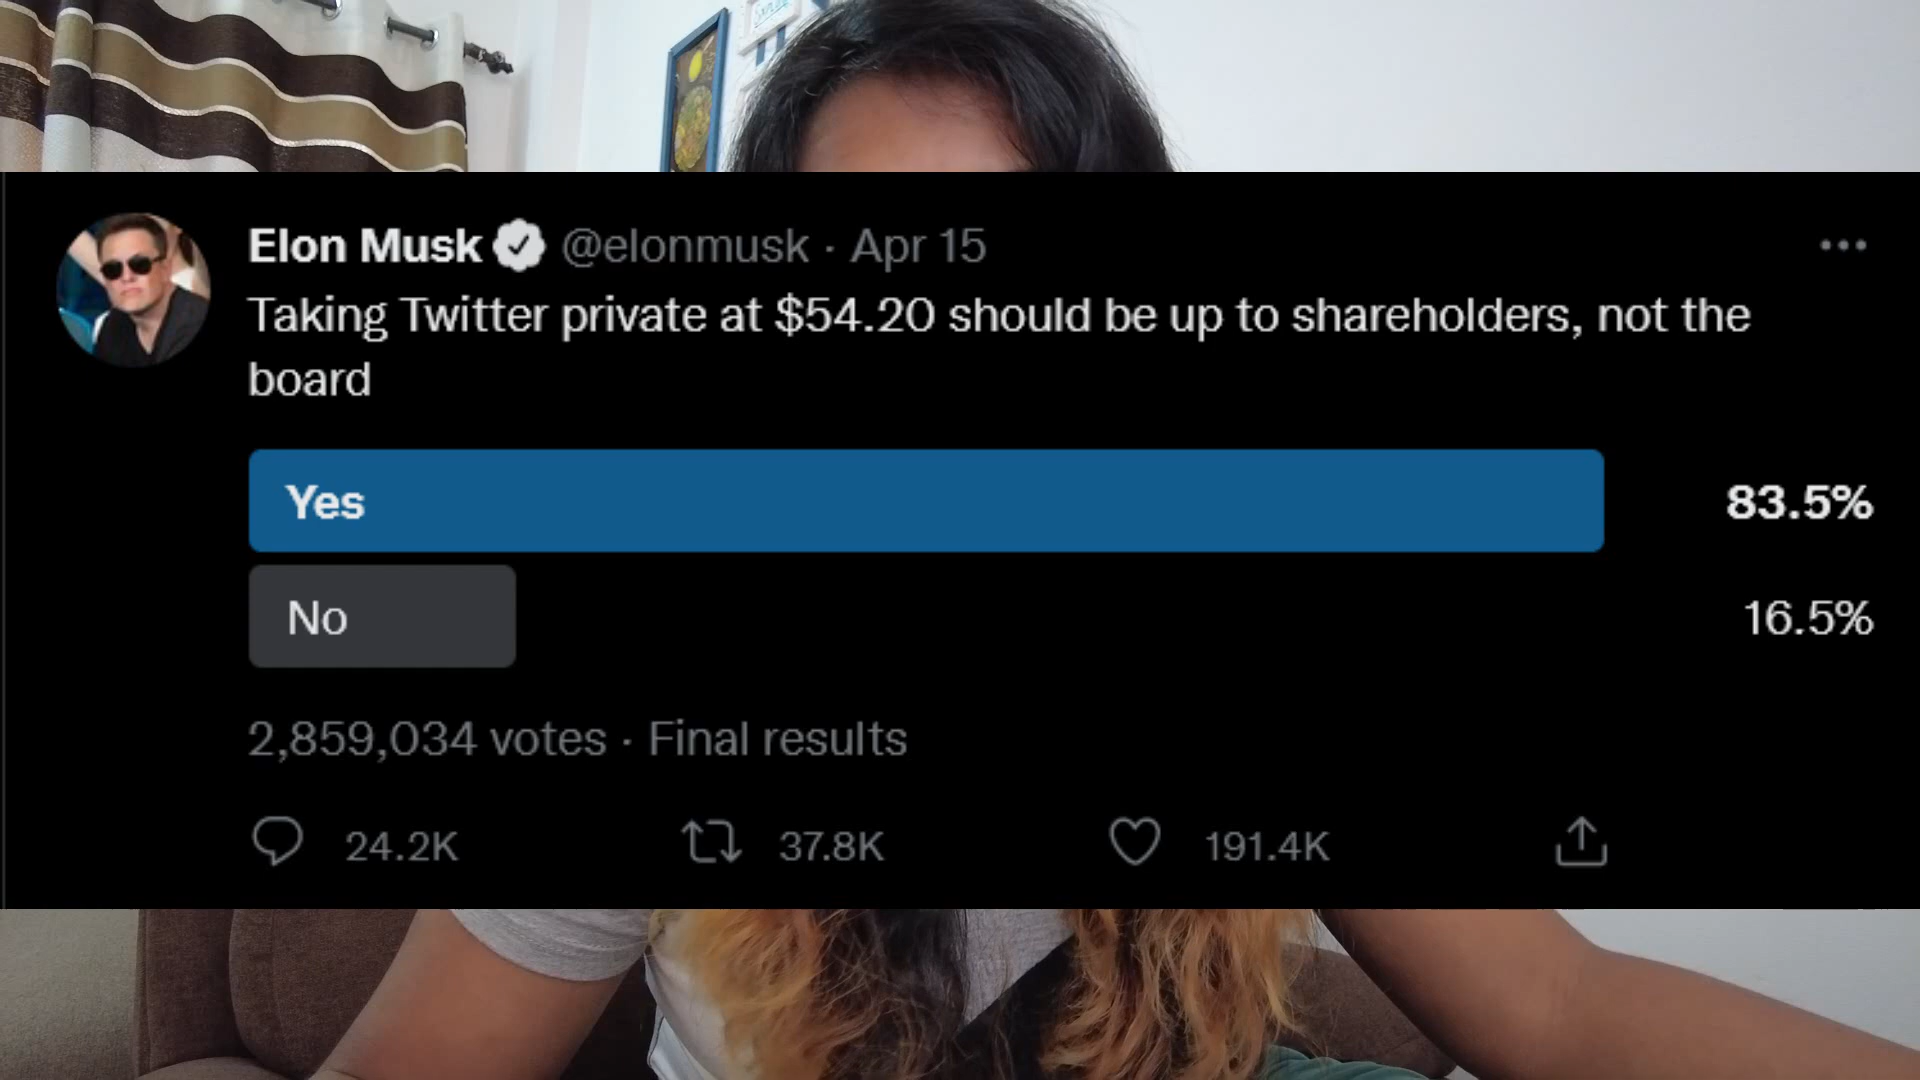 Elon Musk @elonmusk · Apr 15
Taking Twitter private at $54.20 should be up to shareholders, not the
board
Yes 83.5%
No 16.5%
2,859,034 votes · Final results
24.2K 37.8K 191.4K